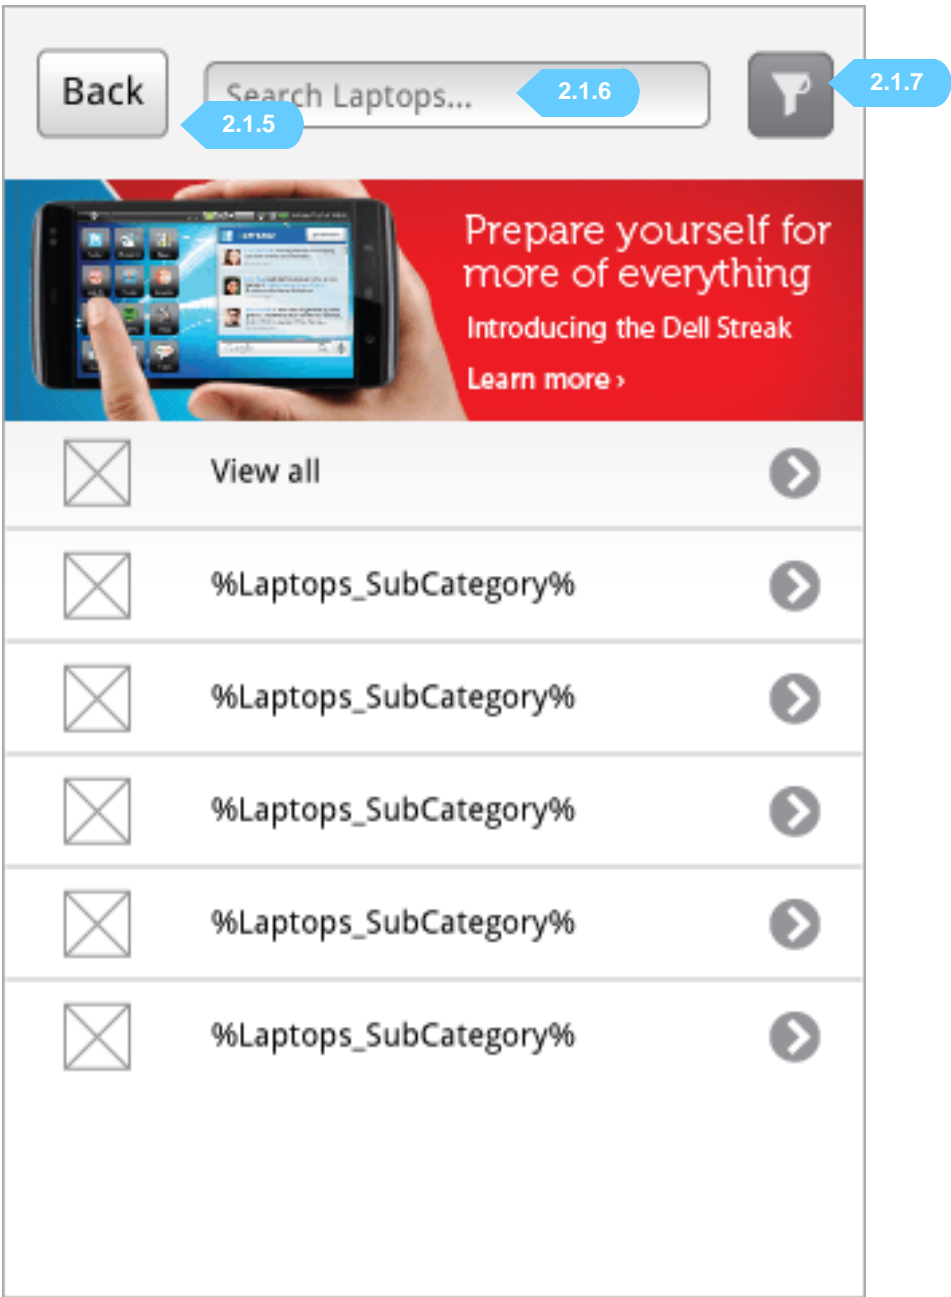 Back
2.1.5
Search Laptops...
2.1.6
2.1.7
Prepare yourself for
more of everything
Introducing the Dell Streak
Learn more ›
View all
%Laptops_SubCategory%
%Laptops_SubCategory%
%Laptops_SubCategory%
%Laptops_SubCategory%
%Laptops_SubCategory%